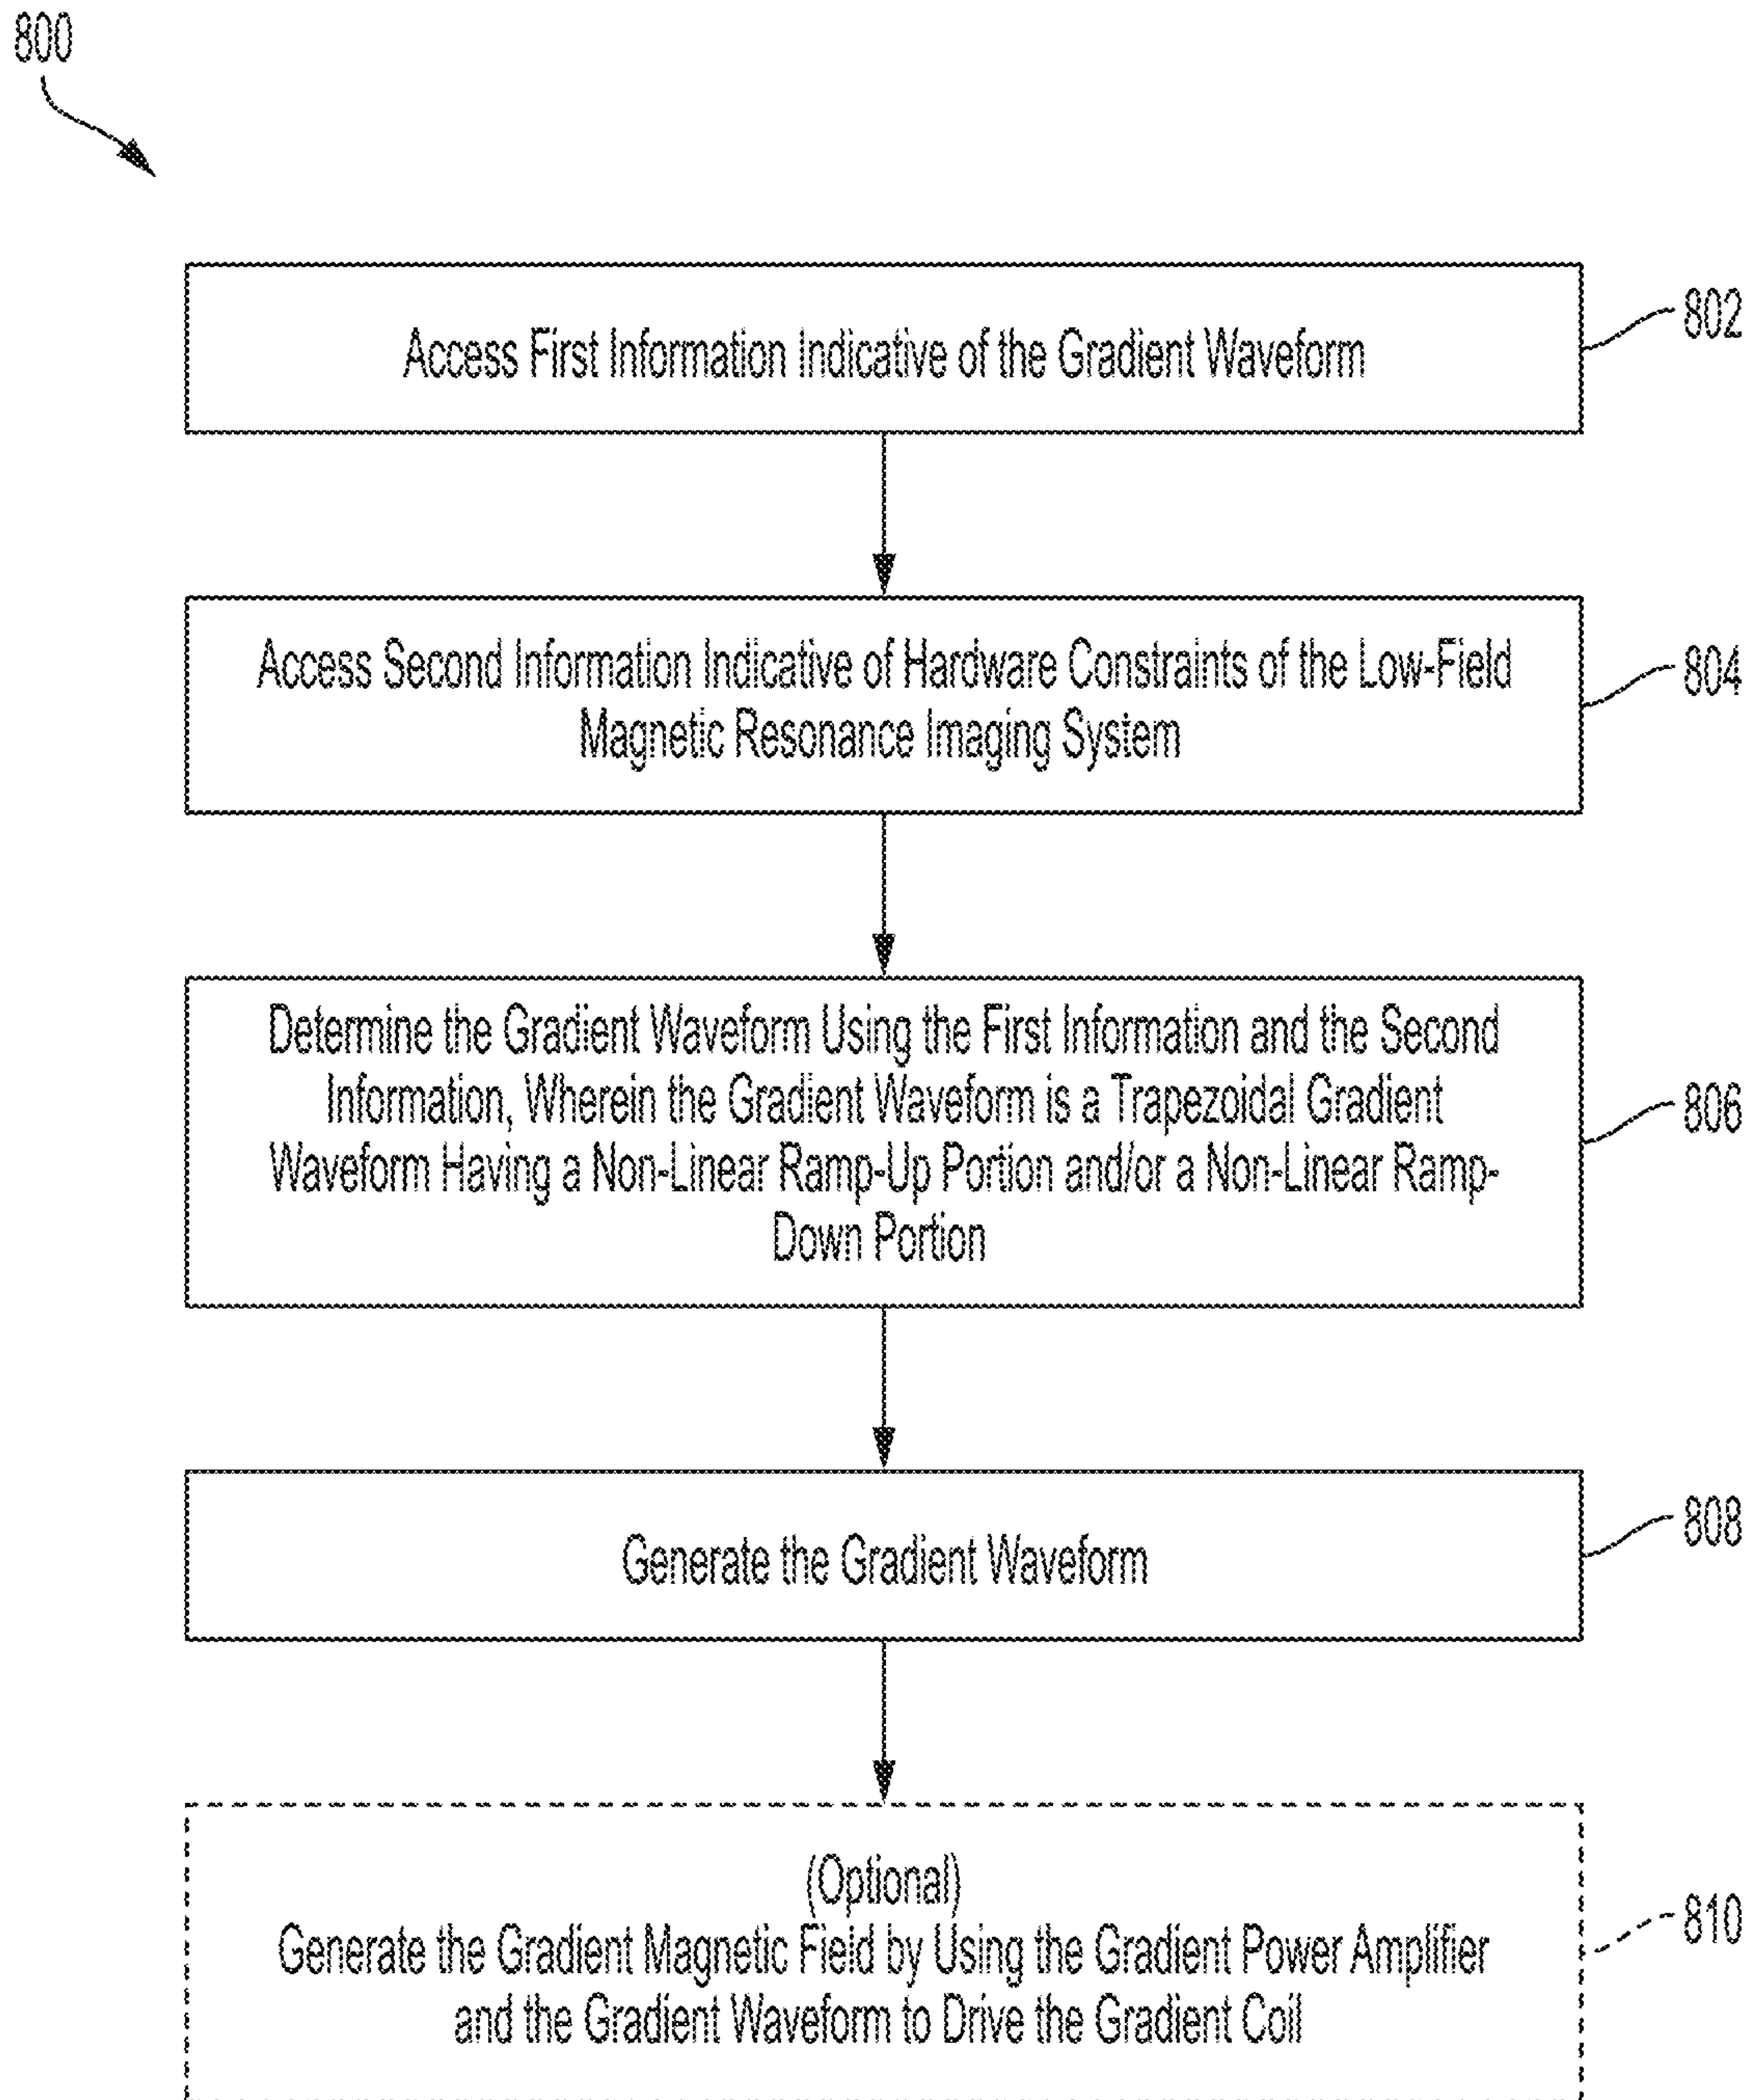 800
Access First Information Indicative of the Gradient Waveform
802
Access Second Information Indicative of Hardware Constraints of the Low-Field
Magnetic Resonance Imaging System
804
Determine the Gradient Waveform Using the First Information and the Second
Information, Wherein the Gradient Waveform is a Trapezoidal Gradient
Waveform Having a Non-Linear Ramp-Up Portion and/or a Non-Linear Ramp-
Down Portion
806
Generate the Gradient Waveform
808
(Optional)
Generate the Gradient Magnetic Field by Using the Gradient Power Amplifier
and the Gradient Waveform to Drive the Gradient Coil
810